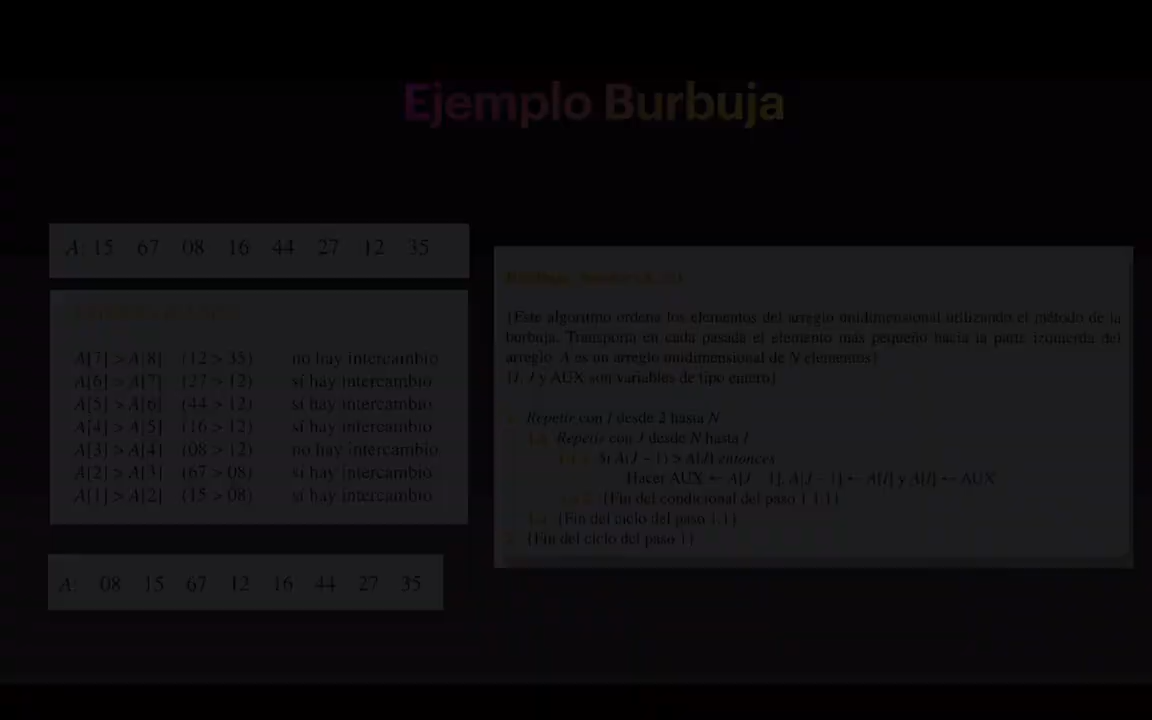 Ejemplo Burbuja
A: 15 67 08 16 44 27 12 35
A[7] > A[8] (12 > 35) no hay intercambio
A[6] > A[7] (27 > 12) sí hay intercambio
A[5] > A[6] (44 > 12) sí hay intercambio
A[4] > A[5] (16 > 12) sí hay intercambio
A[3] > A[4] (08 > 12) no hay intercambio
A[2] > A[3] (67 > 08) sí hay intercambio
A[1] > A[2] (15 > 08) sí hay intercambio
A: 08 15 67 12 16 44 27 35
{Este algoritmo ordena los elementos del arreglo unidimensional utilizando el método de la
burbuja. Transporta en cada pasada el elemento más pequeño hacia la parte izquierda del
arreglo. A es un arreglo unidimensional de N elementos}
{I, J y AUX son variables de tipo entero}
Repetir con I desde 2 hasta N
Repetir con J desde N hasta I
Si A[J − 1] > A[J] entonces
Hacer AUX ← A[J − 1], A[J − 1] ← A[J] y A[J] ← AUX
{Fin del condicional del paso 1.1.1}
{Fin del ciclo del paso 1.1}
{Fin del ciclo del paso 1}